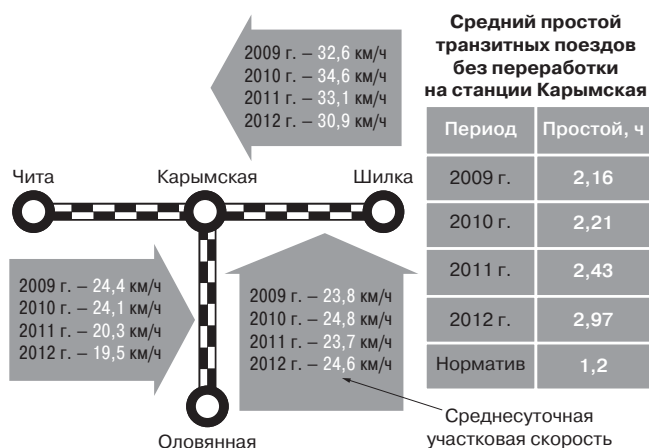 2009 г. – 32,6 км/ч
2010 г. – 34,6 км/ч
2011 г. – 33,1 км/ч
2012 г. – 30,9 км/ч
Средний простой
транзитных поездов
без переработки
на станции Карымская
Период Простой, ч
2009 г. 2,16
2010 г. 2,21
2011 г. 2,43
2012 г. 2,97
Норматив 1,2
Чита Карымская Шилка
2009 г. – 24,4 км/ч
2010 г. – 24,1 км/ч
2011 г. – 20,3 км/ч
2012 г. – 19,5 км/ч
2009 г. – 23,8 км/ч
2010 г. – 24,8 км/ч
2011 г. – 23,7 км/ч
2012 г. – 24,6 км/ч
Оловянная
Среднесуточная
участковая скорость